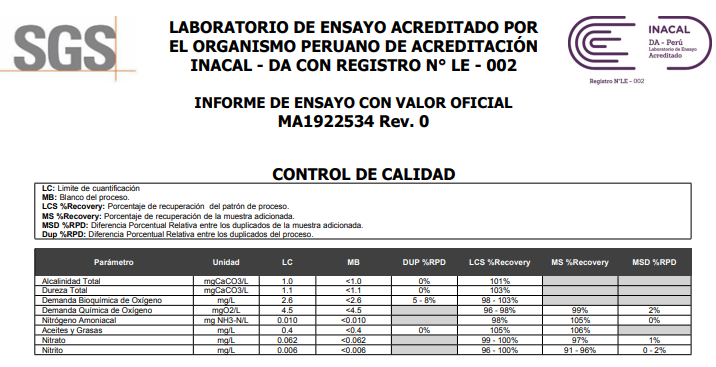 SGS
LABORATORIO DE ENSAYO ACREDITADO POR
EL ORGANISMO PERUANO DE ACREDITACIÓN
INACAL - DA CON REGISTRO N° LE - 002
INACAL
DA - Perú
Laboratorio de Ensayo
Acreditado
Registro N°LE - 002
INFORME DE ENSAYO CON VALOR OFICIAL
MA1922534 Rev. 0
CONTROL DE CALIDAD
LC: Limite de cuantificación
MB: Blanco del proceso.
LCS %Recovery: Porcentaje de recuperación del patrón de proceso.
MS %Recovery: Porcentaje de recuperación de la muestra adicionada.
MSD %RPD: Diferencia Porcentual Relativa entre los duplicados de la muestra adicionada.
Dup %RPD: Diferencia Porcentual Relativa entre los duplicados del proceso.
Parámetro Unidad LC MB DUP %RPD LCS %Recovery MS %Recovery MSD %RPD
Alcalinidad Total mgCaCO3/L 1.0 <1.0 0% 101%
Dureza Total mgCaCO3/L 1.1 <1.1 0% 103%
Demanda Bioquímica de Oxígeno mg/L 2.6 <2.6 5 - 8% 98 - 103%
Demanda Química de Oxígeno mgO2/L 4.5 <4.5 96 - 98% 99% 2%
Nitrógeno Amoniacal mg NH3-N/L 0.010 <0.010 98% 105% 0%
Aceites y Grasas mg/L 0.4 <0.4 0% 105% 106%
Nitrato mg/L 0.062 <0.062 99 - 100% 97% 1%
Nitrito mg/L 0.006 <0.006 96 - 100% 91 - 96% 0 - 2%